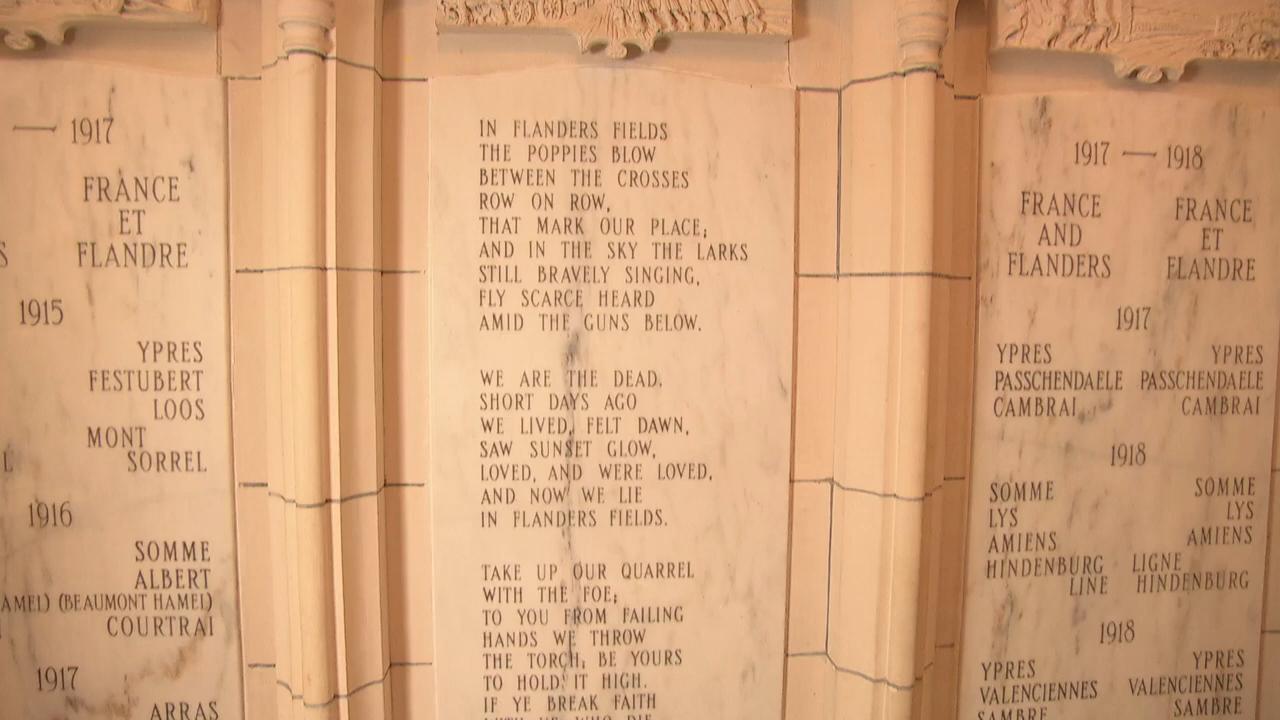 — 1917
FRANCE
ET
FLANDRE
1915
YPRES
FESTUBERT
LOOS
MONT
SORREL
1916
SOMME
ALBERT
(BEAUMONT HAMEL)
COURTRAI
1917
ARRAS
IN FLANDERS FIELDS
THE POPPIES BLOW
BETWEEN THE CROSSES
ROW ON ROW,
THAT MARK OUR PLACE;
AND IN THE SKY THE LARKS
STILL BRAVELY SINGING,
FLY SCARCE HEARD
AMID THE GUNS BELOW.
WE ARE THE DEAD.
SHORT DAYS AGO
WE LIVED, FELT DAWN,
SAW SUNSET GLOW,
LOVED, AND WERE LOVED,
AND NOW WE LIE
IN FLANDERS FIELDS.
TAKE UP OUR QUARREL
WITH THE FOE;
TO YOU FROM FAILING
HANDS WE THROW
THE TORCH; BE YOURS
TO HOLD IT HIGH.
IF YE BREAK FAITH
WITH US WHO DIE
1917 — 1918
FRANCE FRANCE
AND ET
FLANDERS FLANDRE
1917
YPRES YPRES
PASSCHENDAELE PASSCHENDAELE
CAMBRAI CAMBRAI
1918
SOMME SOMME
LYS LYS
AMIENS AMIENS
HINDENBURG LIGNE
LINE HINDENBURG
1918
YPRES YPRES
VALENCIENNES VALENCIENNES
SAMBRE SAMBRE